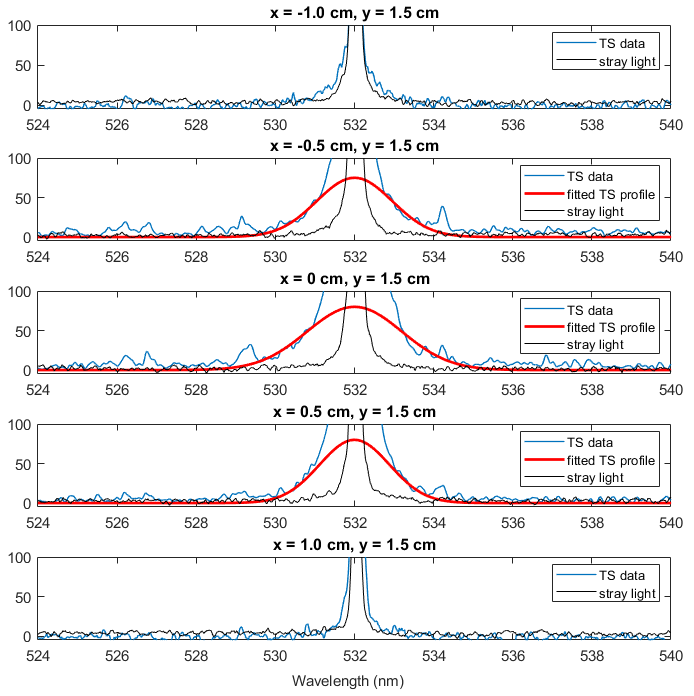 x = -1.0 cm, y = 1.5 cm
100
50
0
TS data
stray light
524 526 528 530 532 534 536 538 540
x = -0.5 cm, y = 1.5 cm
100
50
0
TS data
fitted TS profile
stray light
524 526 528 530 532 534 536 538 540
x = 0 cm, y = 1.5 cm
100
50
0
TS data
fitted TS profile
stray light
524 526 528 530 532 534 536 538 540
x = 0.5 cm, y = 1.5 cm
100
50
0
TS data
fitted TS profile
stray light
524 526 528 530 532 534 536 538 540
x = 1.0 cm, y = 1.5 cm
100
50
0
TS data
stray light
524 526 528 530 532 534 536 538 540
Wavelength (nm)